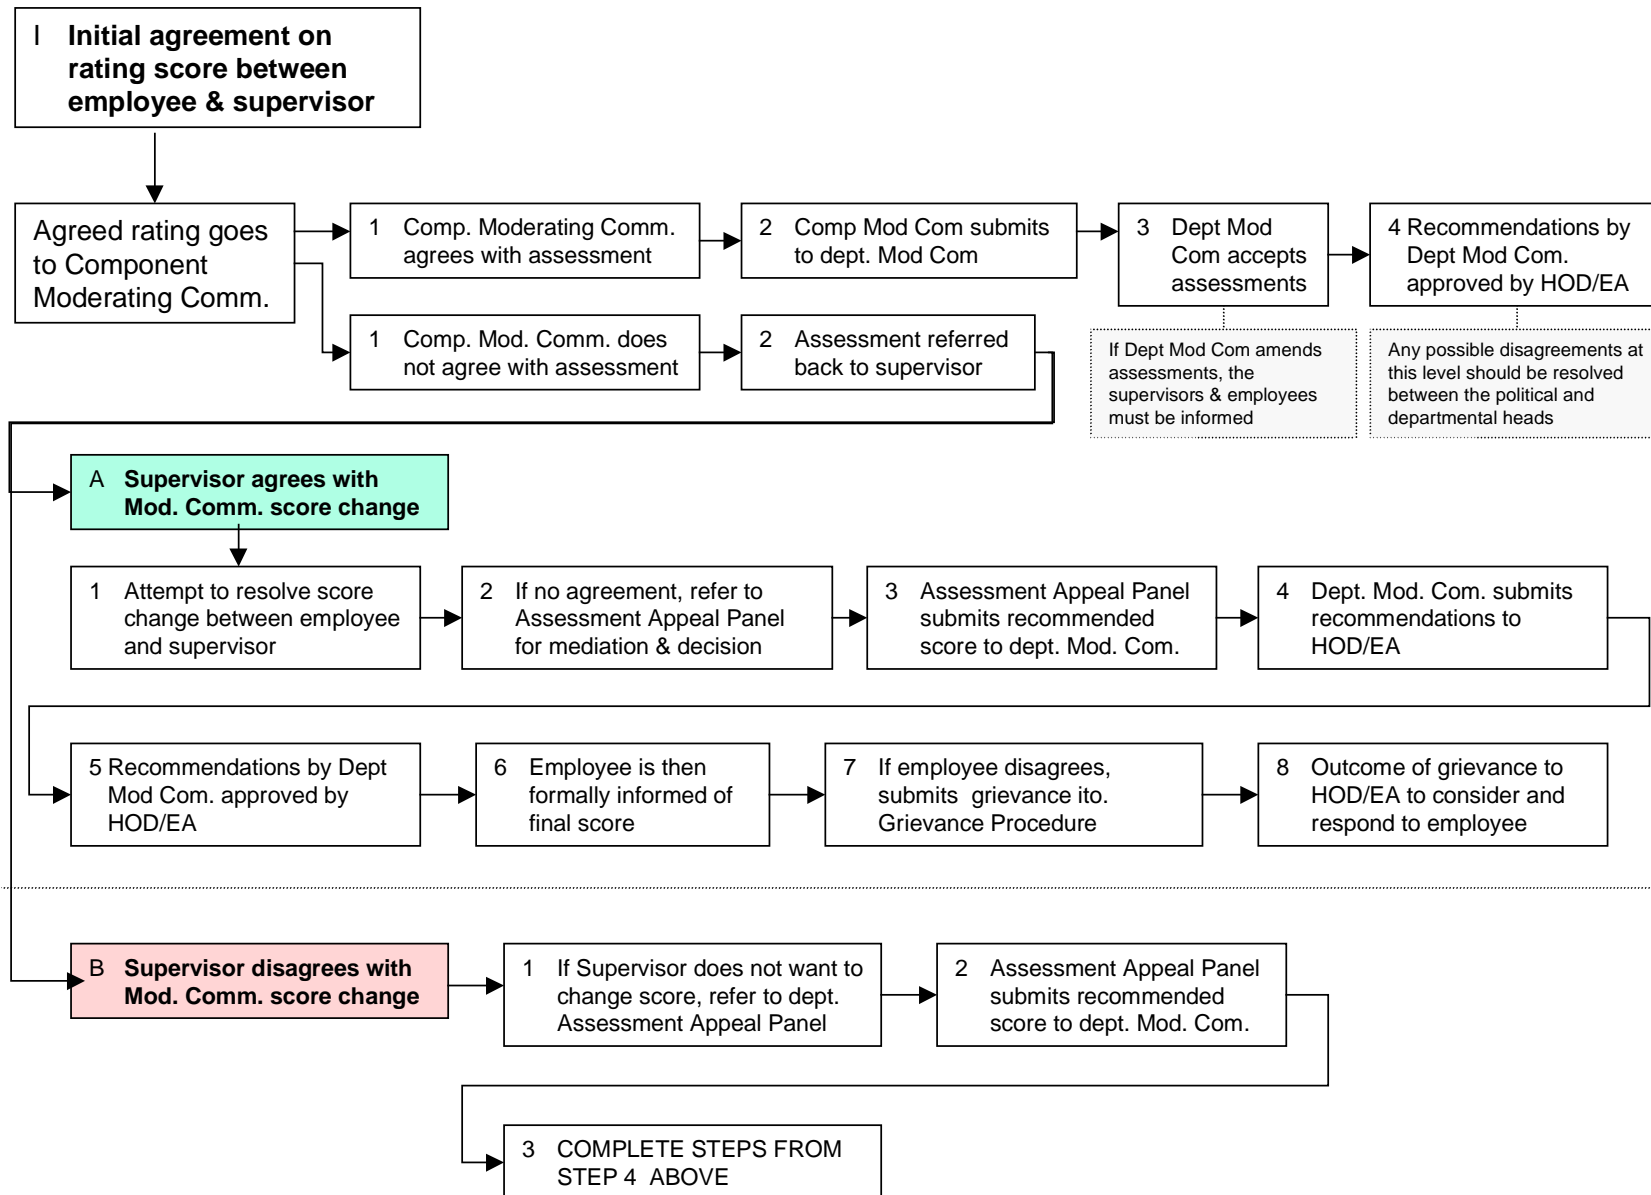 I Initial agreement on
rating score between
employee & supervisor
Agreed rating goes
to Component
Moderating Comm.
1 Comp. Moderating Comm.
agrees with assessment
2 Comp Mod Com submits
to dept. Mod Com
3 Dept Mod
Com accepts
assessments
4 Recommendations by
Dept Mod Com.
approved by HOD/EA
1 Comp. Mod. Comm. does
not agree with assessment
2 Assessment referred
back to supervisor
If Dept Mod Com amends
assessments, the
supervisors & employees
must be informed
Any possible disagreements at
this level should be resolved
between the political and
departmental heads
A Supervisor agrees with
Mod. Comm. score change
1 Attempt to resolve score
change between employee
and supervisor
2 If no agreement, refer to
Assessment Appeal Panel
for mediation & decision
3 Assessment Appeal Panel
submits recommended
score to dept. Mod. Com.
4 Dept. Mod. Com. submits
recommendations to
HOD/EA
5 Recommendations by Dept
Mod Com. approved by
HOD/EA
6 Employee is then
formally informed of
final score
7 If employee disagrees,
submits grievance ito.
Grievance Procedure
8 Outcome of grievance to
HOD/EA to consider and
respond to employee
B Supervisor disagrees with
Mod. Comm. score change
1 If Supervisor does not want to
change score, refer to dept.
Assessment Appeal Panel
2 Assessment Appeal Panel
submits recommended
score to dept. Mod. Com.
3 COMPLETE STEPS FROM
STEP 4 ABOVE